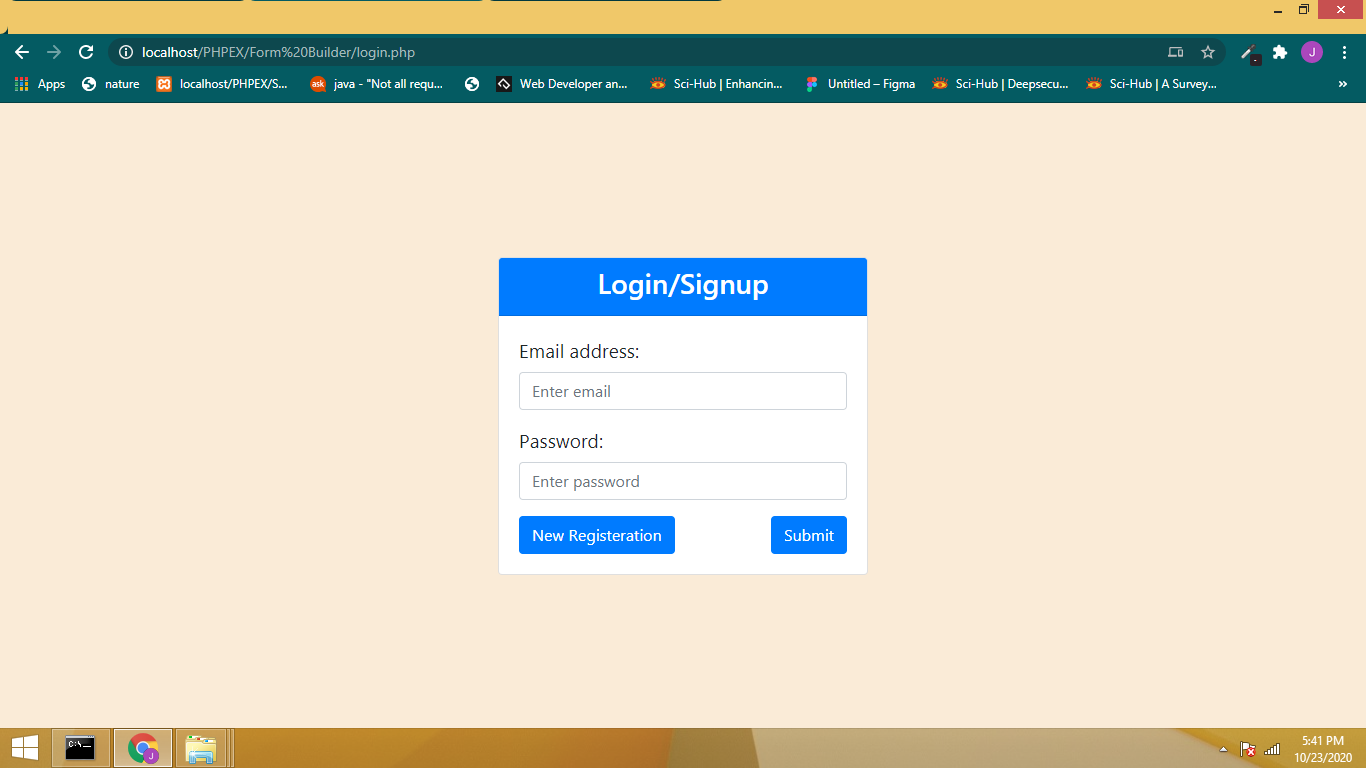 localhost/PHPEX/Form%20Builder/login.php
J
Apps nature localhost/PHPEX/S... ask java - "Not all requ... Web Developer an... Sci-Hub | Enhancin... Untitled – Figma Sci-Hub | Deepsecu... Sci-Hub | A Survey... »
Login/Signup
Email address:
Enter email
Password:
Enter password
New Registeration Submit
C:\_
J
5:41 PM
10/23/2020